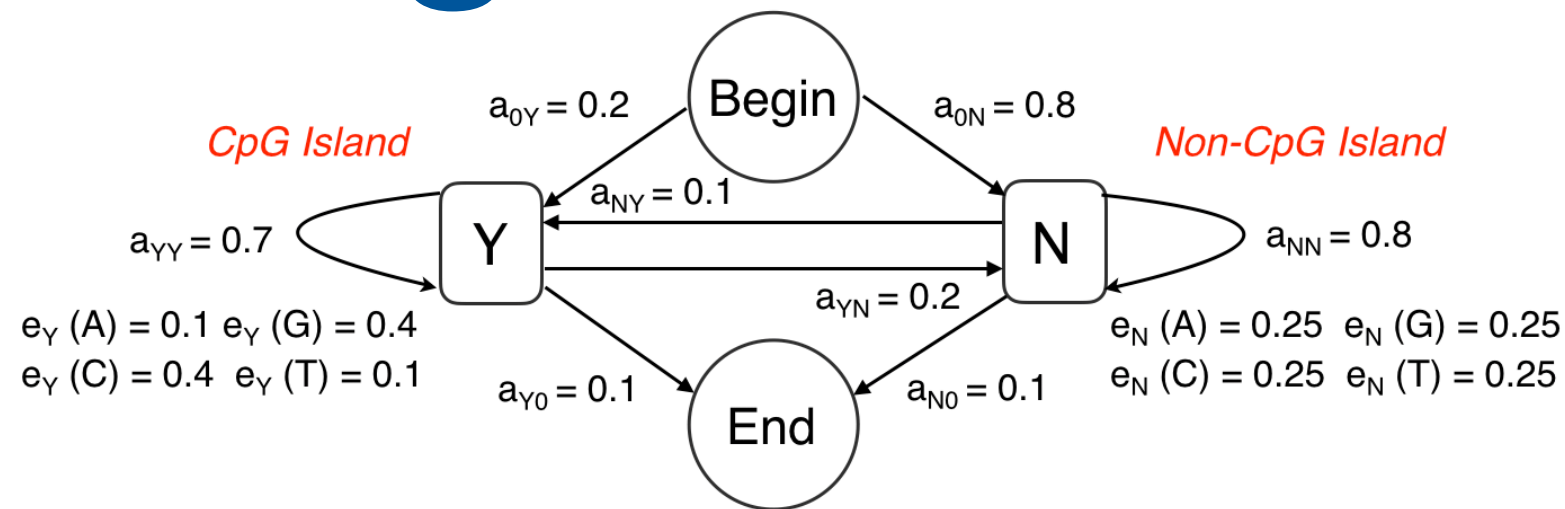 Begin
a0Y = 0.2
a0N = 0.8
CpG Island
Non-CpG Island
aNY = 0.1
aYY = 0.7
Y
N
aNN = 0.8
aYN = 0.2
eY (A) = 0.1 eY (G) = 0.4
eN (A) = 0.25 eN (G) = 0.25
eY (C) = 0.4 eY (T) = 0.1
eN (C) = 0.25 eN (T) = 0.25
aY0 = 0.1
aN0 = 0.1
End